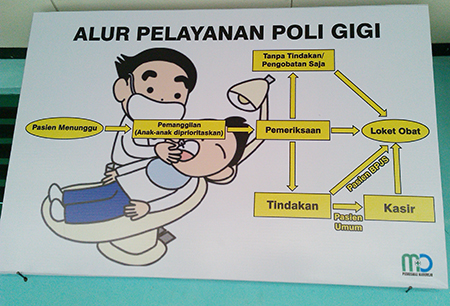 ALUR PELAYANAN POLI GIGI
Tanpa Tindakan/
Pengobatan Saja
Pasien Menunggu
Pemanggilan
(Anak-anak diprioritaskan)
Pemeriksaan
Loket Obat
Pasien BPJS
Tindakan
Pasien
Umum
Kasir